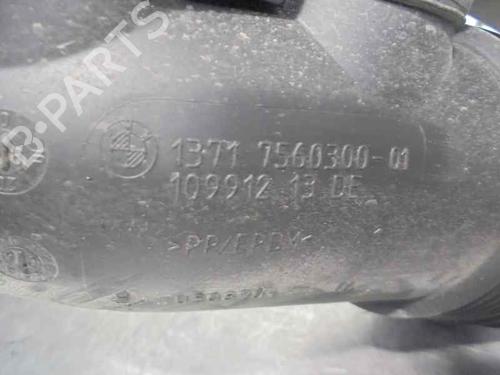 B-PARTS
1371 7560300-01
109912 13 DE
>PP/EPDM<